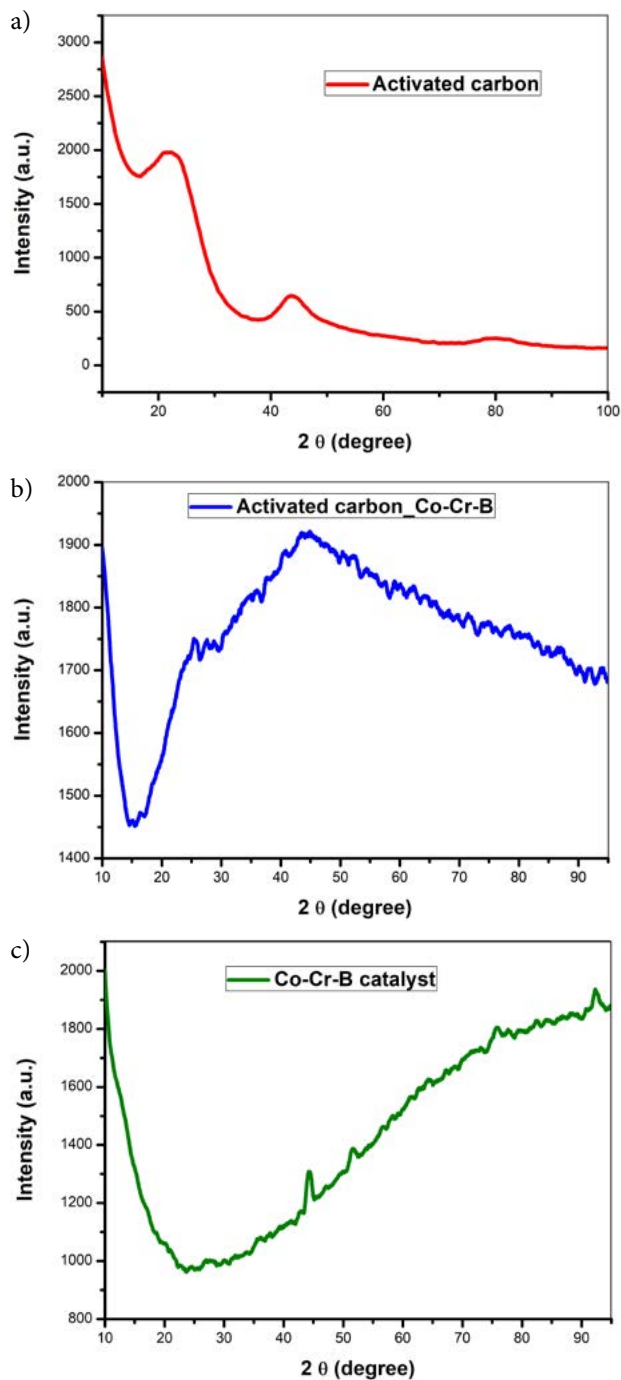 a)
3000
2500
2000
1500
1000
500
0
Intensity (a.u.)
Activated carbon
20 40 60 80 100
2 θ (degree)
b)
2000
1900
1800
1700
1600
1500
1400
Intensity (a.u.)
Activated carbon_Co-Cr-B
10 20 30 40 50 60 70 80 90
2 θ (degree)
c)
2000
1800
1600
1400
1200
1000
800
Intensity (a.u.)
Co-Cr-B catalyst
10 20 30 40 50 60 70 80 90
2 θ (degree)